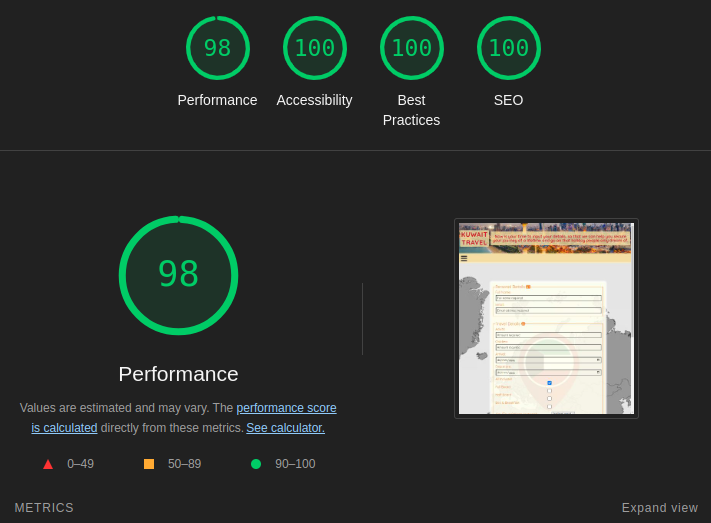 98
100
100
100
Performance
Accessibility
Best
Practices
SEO
98
KUWAIT
TRAVEL
Performance
Values are estimated and may vary. The performance score
is calculated directly from these metrics. See calculator.
0–49
50–89
90–100
METRICS
Expand view